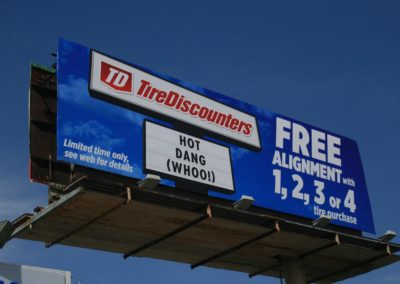 TD TireDiscounters
HOT
DANG
(WHOO!)
Limited time only,
see web for details
FREE
ALIGNMENT with
1, 2, 3 or 4
tire purchase